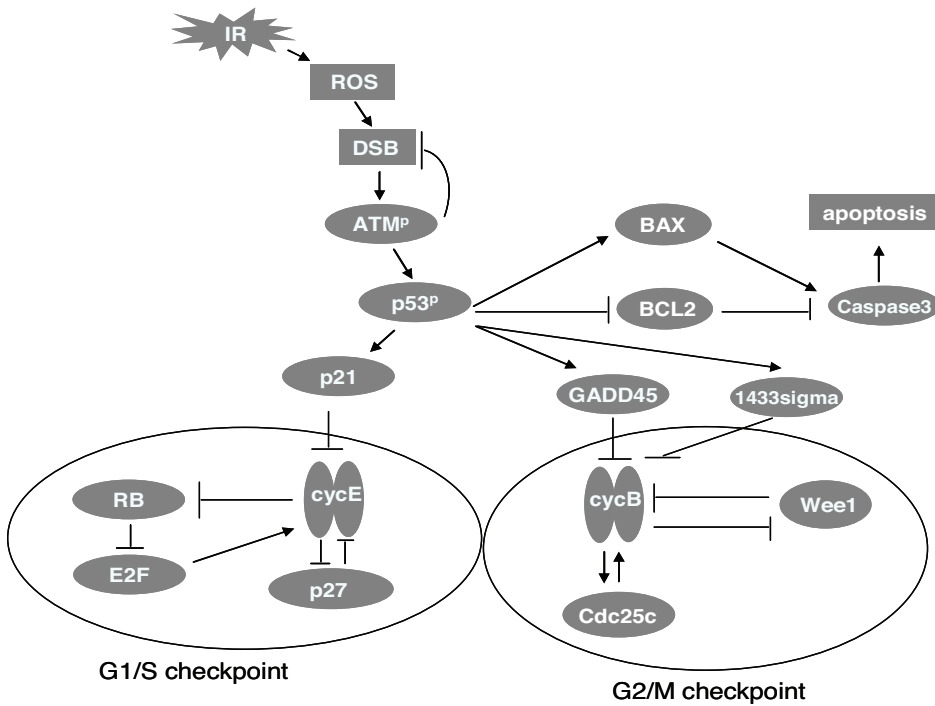 IR
ROS
DSB
ATMᵖ
BAX
apoptosis
p53ᵖ
BCL2
Caspase3
p21
GADD45
1433sigma
RB
cycE
cycB
Wee1
E2F
p27
Cdc25c
G1/S checkpoint
G2/M checkpoint